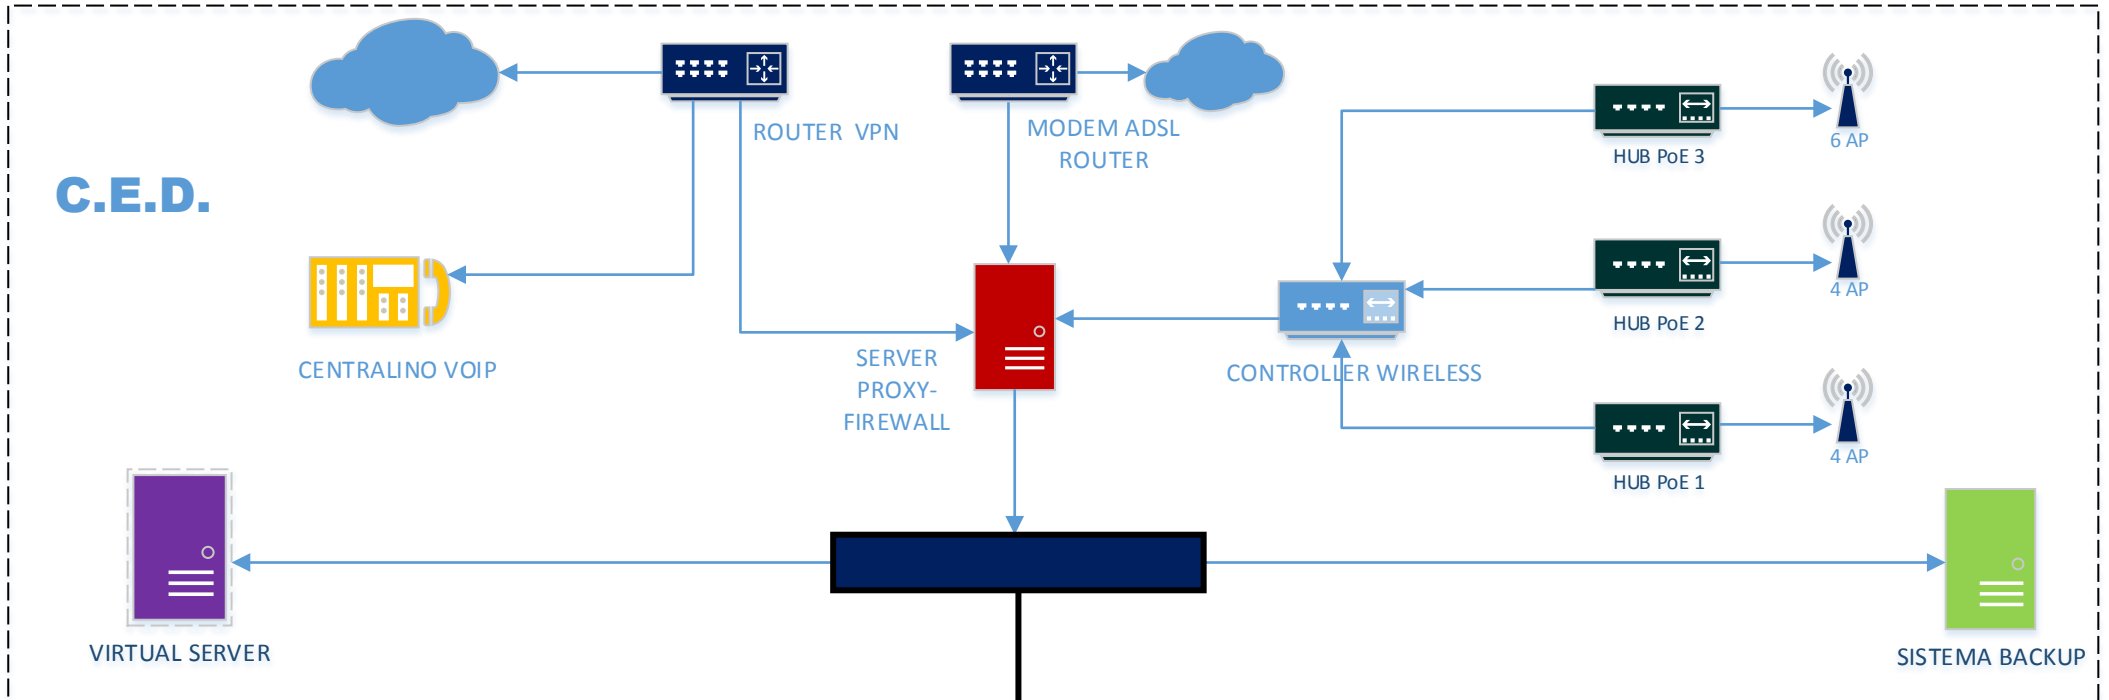 ROUTER VPN
MODEM ADSL
ROUTER
6 AP
HUB PoE 3
C.E.D.
4 AP
HUB PoE 2
CENTRALINO VOIP
SERVER
PROXY-
FIREWALL
CONTROLLER WIRELESS
4 AP
HUB PoE 1
VIRTUAL SERVER
SISTEMA BACKUP